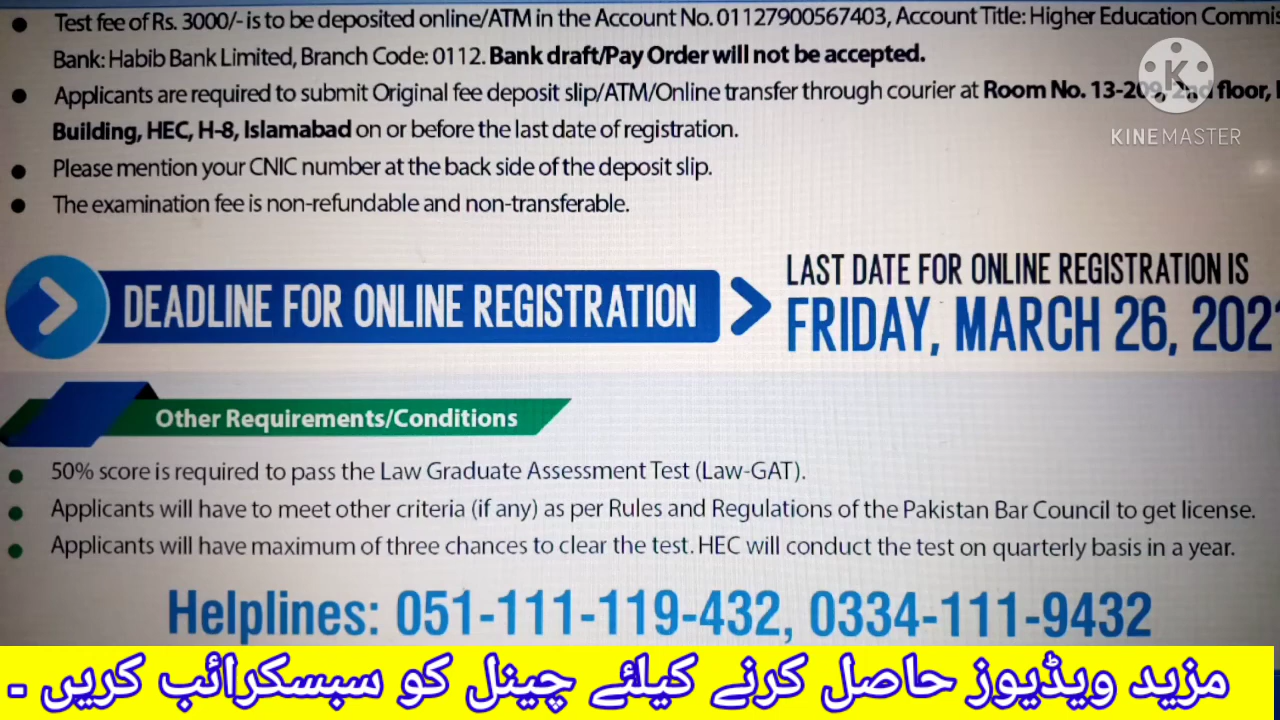 Test fee of Rs. 3000/- is to be deposited online/ATM in the Account No. 01127900567403, Account Title: Higher Education
Bank: Habib Bank Limited, Branch Code: 0112. Bank draft/Pay Order will not be accepted.
Applicants are required to submit Original fee deposit slip/ATM/Online transfer through courier at Room No. 13-209, 2nd floor,
Building, HEC, H-8, Islamabad on or before the last date of registration.
KINEMASTER
Please mention your CNIC number at the back side of the deposit slip.
The examination fee is non-refundable and non-transferable.
DEADLINE FOR ONLINE REGISTRATION
LAST DATE FOR ONLINE REGISTRATION IS
FRIDAY, MARCH 26, 202
Other Requirements/Conditions
50% score is required to pass the Law Graduate Assessment Test (Law-GAT).
Applicants will have to meet other criteria (if any) as per Rules and Regulations of the Pakistan Bar Council to get license.
Applicants will have maximum of three chances to clear the test. HEC will conduct the test on quarterly basis in a year.
Helplines: 051-111-119-432, 0334-111-9432
مزید ویڈیوز حاصل کرنے کیلئے چینل کو سبسکرائب کریں ۔